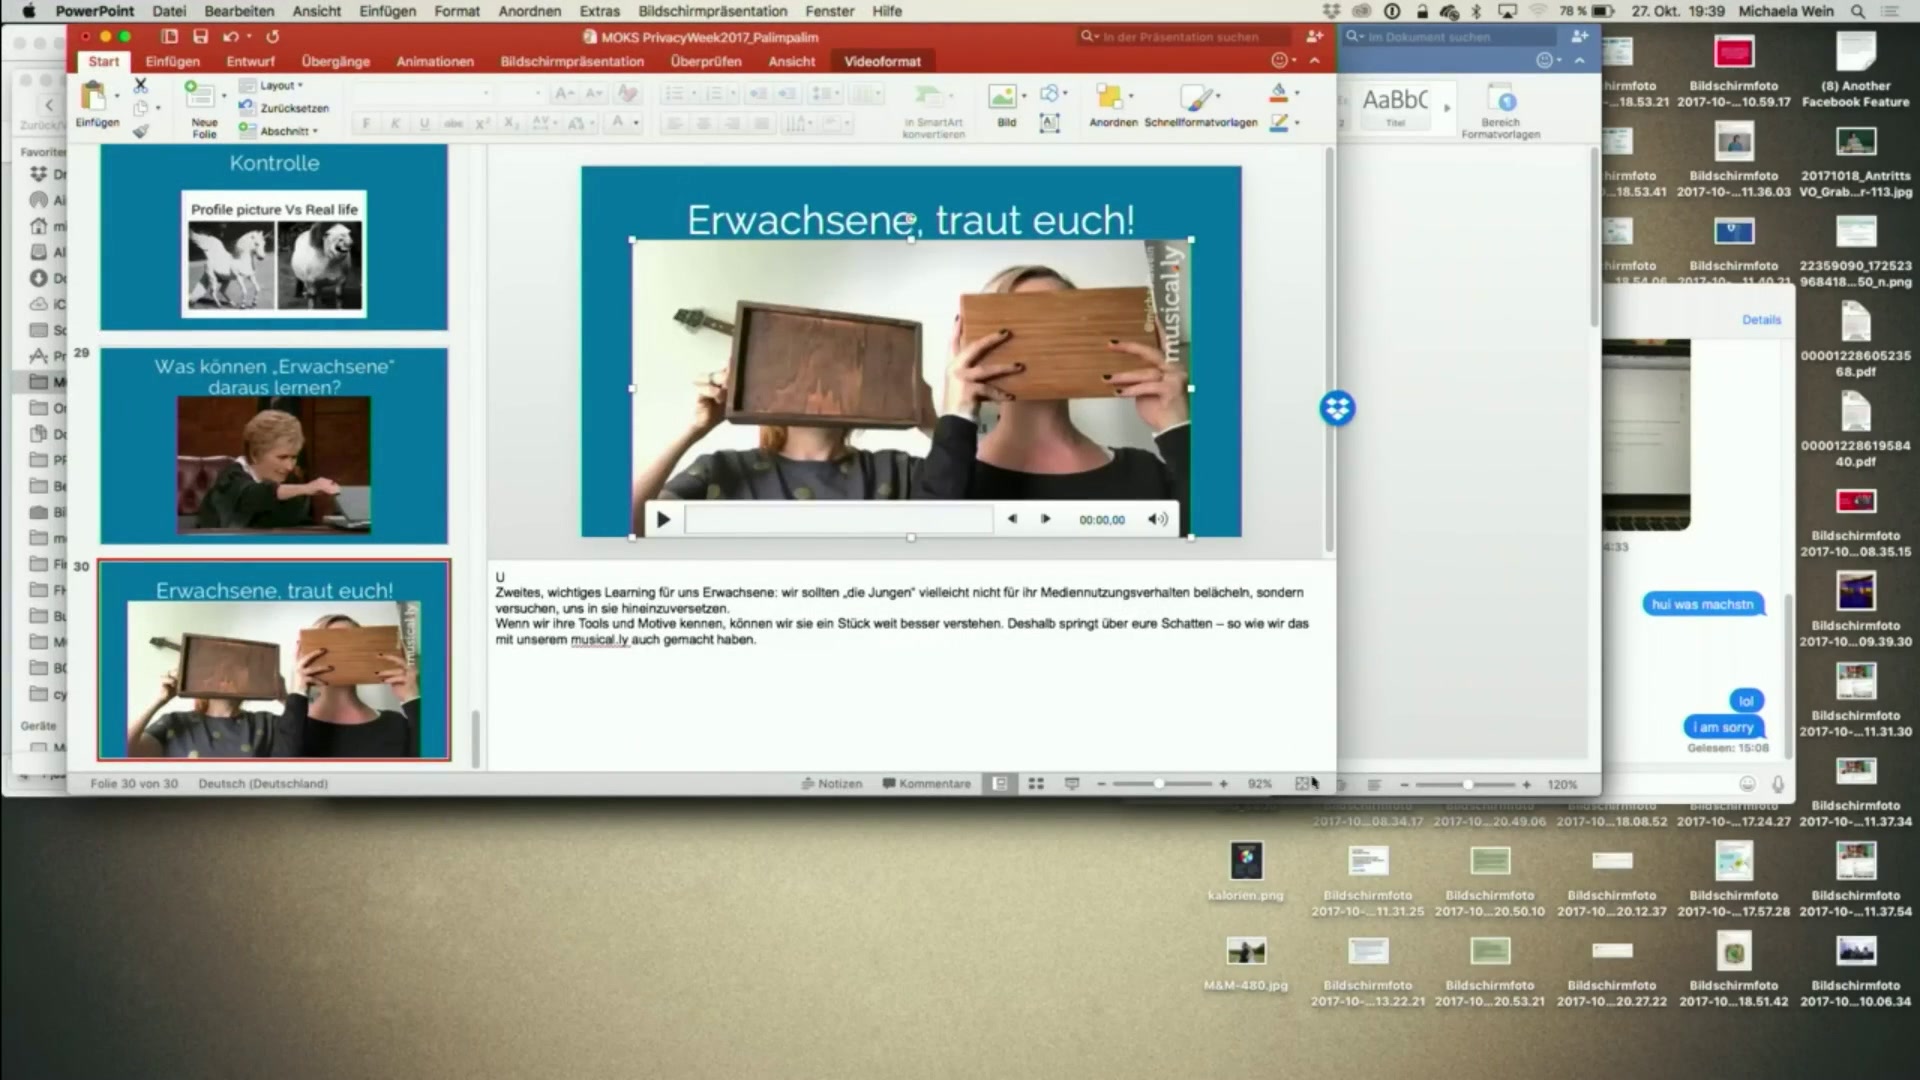 PowerPoint Datei Bearbeiten Ansicht Einfügen Format Anordnen Extras Bildschirmpräsentation Fenster Hilfe
78 % 27. Okt. 19:39 Michaela Wein
MOKS PrivacyWeek2017_Palimpalim
In der Präsentation suchen
Im Dokument suchen
Start Einfügen Entwurf Übergänge Animationen Bildschirmpräsentation Überprüfen Ansicht Videoformat
Einfügen
Neue
Folie
Layout
Zurücksetzen
Abschnitt
In SmartArt
konvertieren
Bild
Anordnen
Schnellformatvorlagen
AaBbC
Titel
Bereich
Formatvorlagen
Favoriten
Geräte
Kontrolle
Profile picture Vs Real life
29
Was können „Erwachsene“
daraus lernen?
30
Erwachsene, traut euch!
musical.ly
Erwachsene, traut euch!
musical.ly
00:00,00
U
Zweites, wichtiges Learning für uns Erwachsene: wir sollten „die Jungen“ vielleicht nicht für ihr Mediennutzungsverhalten belächeln, sondern
versuchen, uns in sie hineinzuversetzen.
Wenn wir ihre Tools und Motive kennen, können wir sie ein Stück weit besser verstehen. Deshalb springt über eure Schatten – so wie wir das
mit unserem musical.ly auch gemacht haben.
Folie 30 von 30 Deutsch (Deutschland) Notizen Kommentare 92%
120%
Details
4:33
hui was machstn
lol
i am sorry
Gelesen: 15:08
...18.53.21
Bildschirmfoto
2017-10-...10.59.17
(8) Another
Facebook Feature
...18.53.41
Bildschirmfoto
2017-10-...11.36.03
20171018_Antritts
VO_Grab...r-113.jpg
Bildschirmfoto
2017-10-...11.40.21
22359090_172523
968418...50_n.png
00001228605235
68.pdf
00001228619584
40.pdf
Bildschirmfoto
2017-10...08.35.15
Bildschirmfoto
2017-10...09.39.30
Bildschirmfoto
2017-10-...11.31.30
2017-10...08.34.17
2017-10...20.49.06
2017-10...18.08.52
2017-10-...17.24.27
Bildschirmfoto
2017-10-...11.37.34
kalorien.png
Bildschirmfoto
2017-10-...11.31.25
Bildschirmfoto
2017-10...20.50.10
Bildschirmfoto
2017-10...20.12.37
Bildschirmfoto
2017-10-...17.57.28
Bildschirmfoto
2017-10-...11.37.54
M&M-480.jpg
Bildschirmfoto
2017-10-...13.22.21
Bildschirmfoto
2017-10...20.53.21
Bildschirmfoto
2017-10...20.27.22
Bildschirmfoto
2017-10...18.51.42
Bildschirmfoto
2017-10...10.06.34